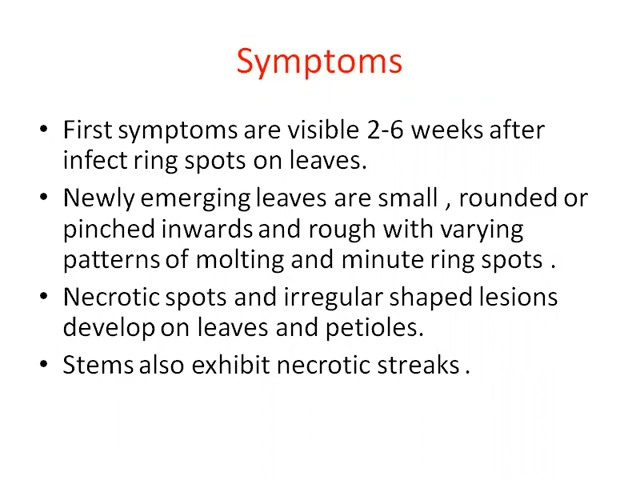 Symptoms
• First symptoms are visible 2-6 weeks after
infect ring spots on leaves.
• Newly emerging leaves are small , rounded or
pinched inwards and rough with varying
patterns of molting and minute ring spots .
• Necrotic spots and irregular shaped lesions
develop on leaves and petioles.
• Stems also exhibit necrotic streaks .